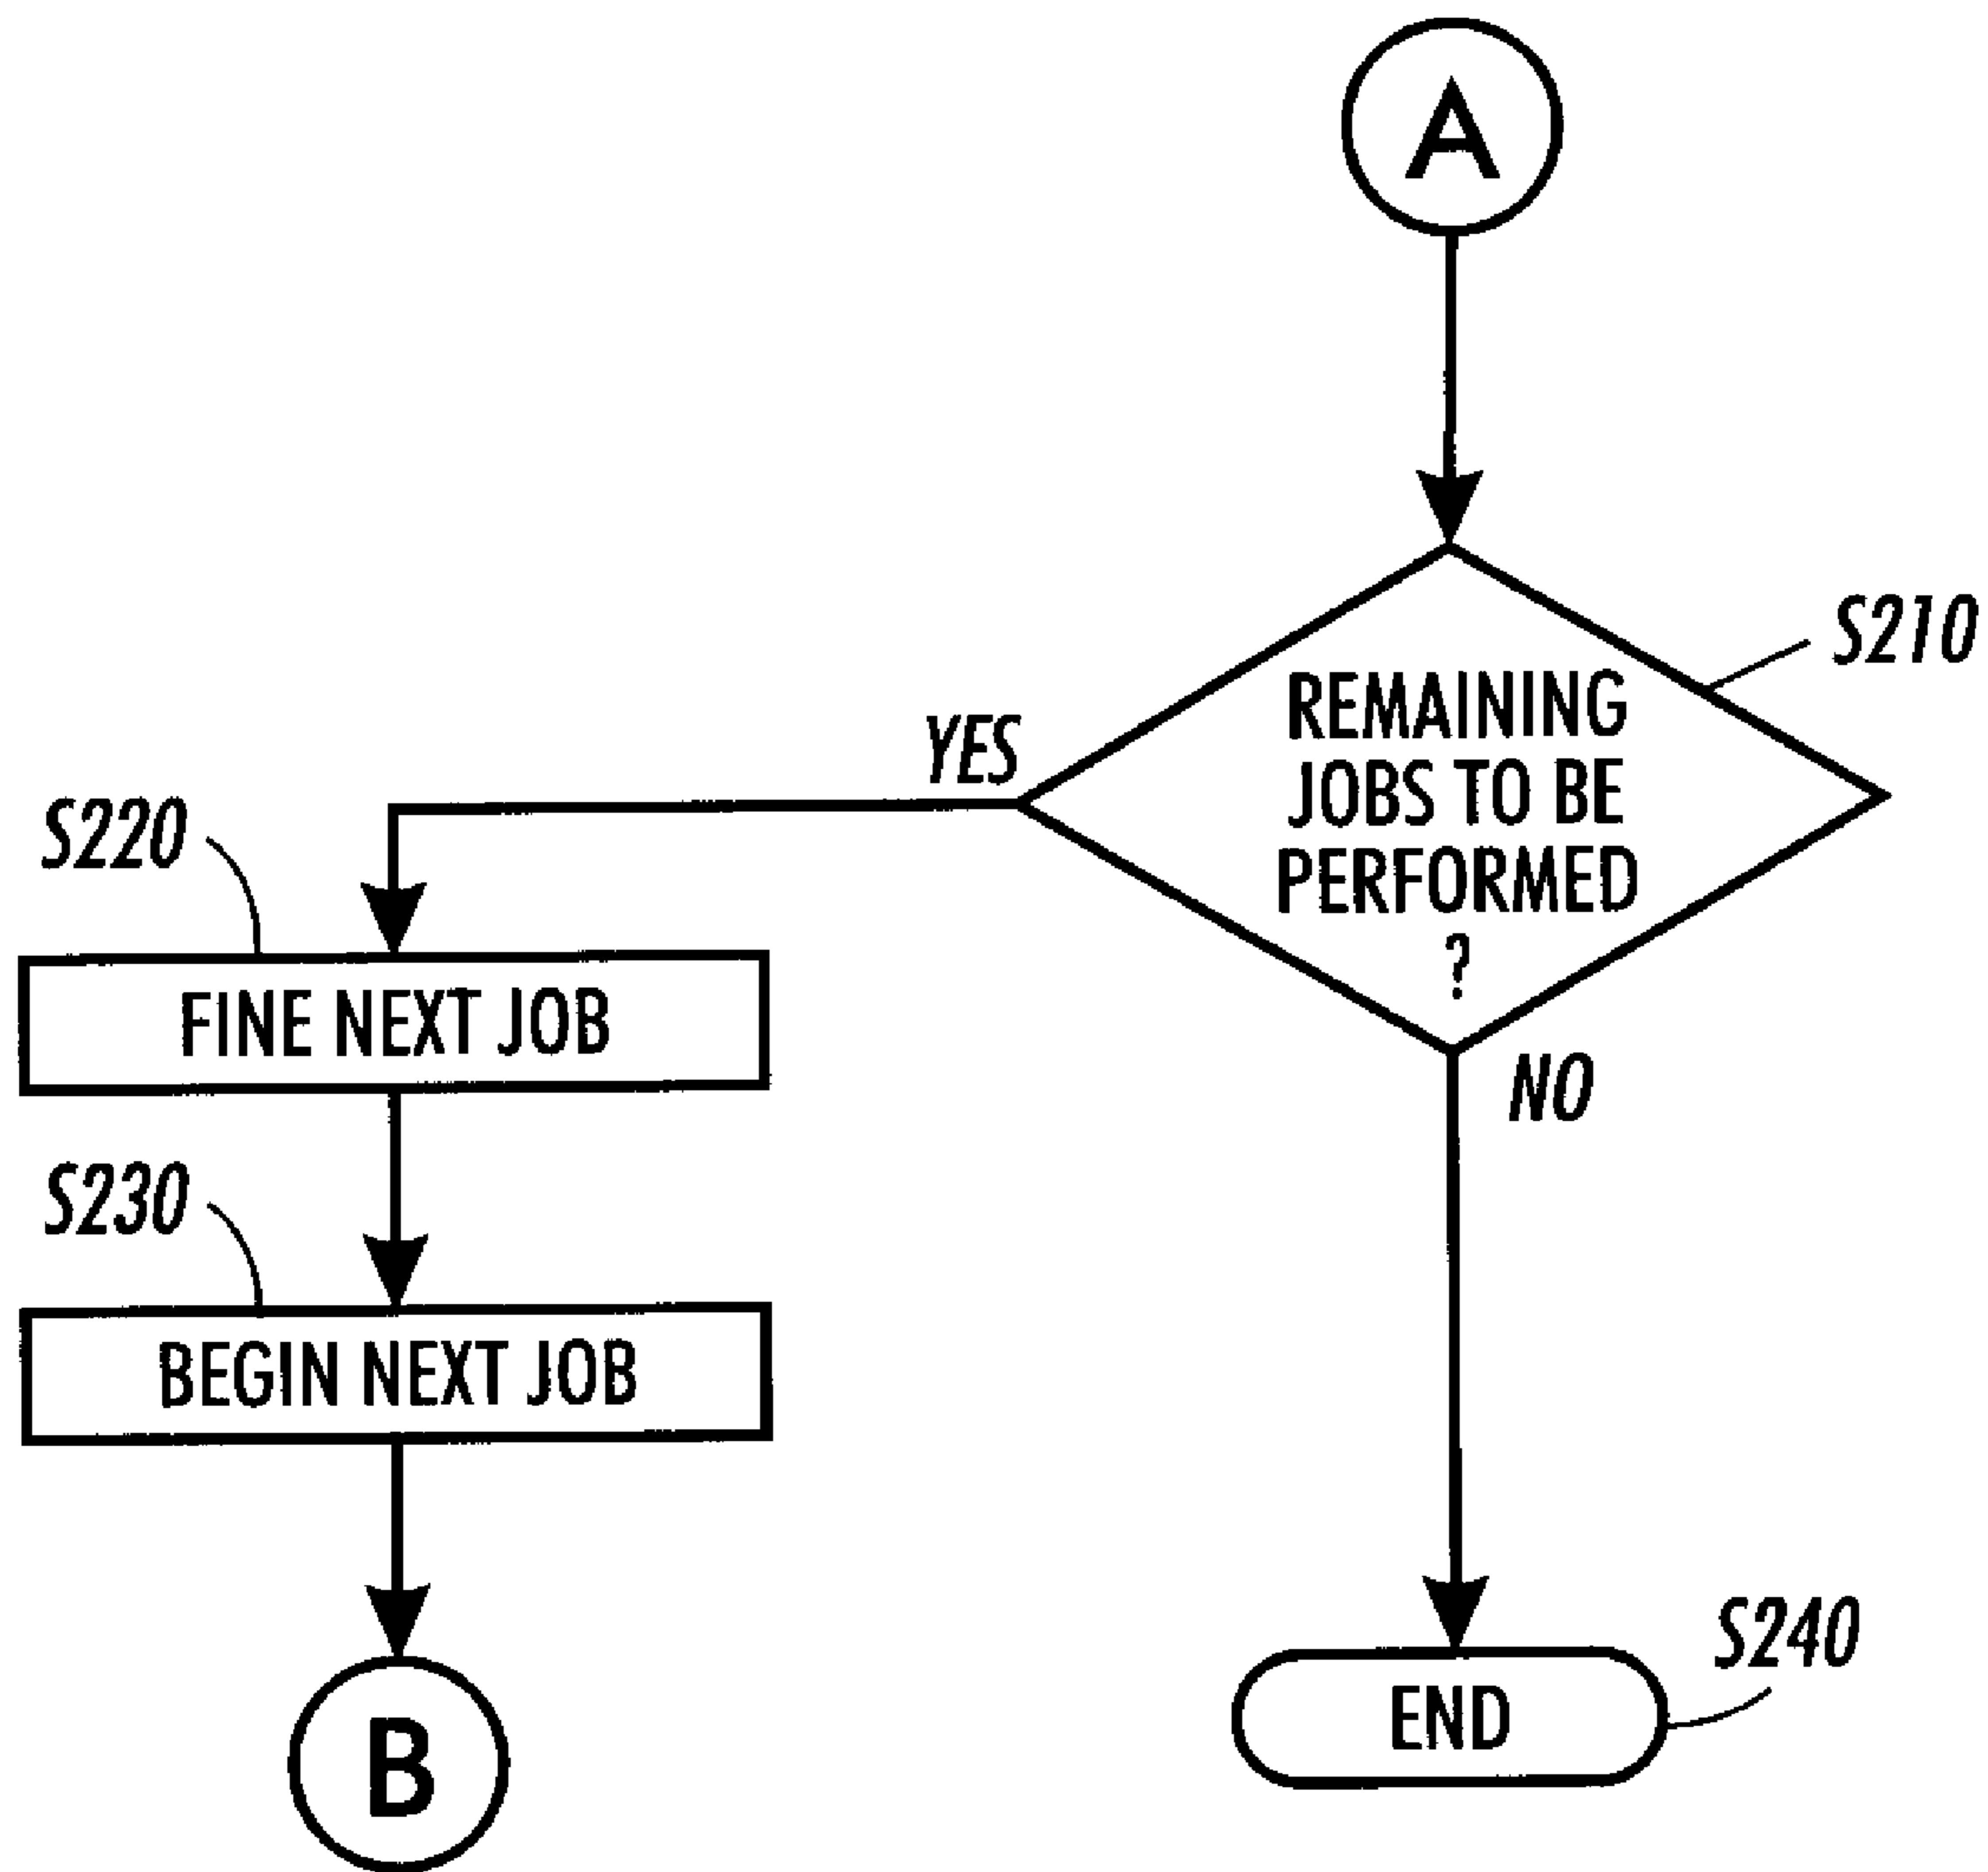 A
S210
REMAINING
JOBS TO BE
PERFORMED
?
YES
NO
S220
FINE NEXT JOB
S230
BEGIN NEXT JOB
B
S240
END